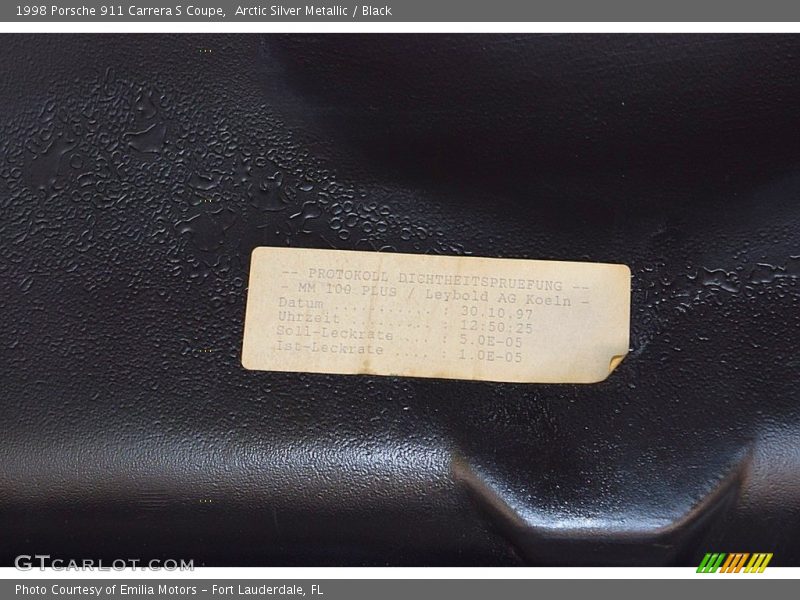 1998 Porsche 911 Carrera S Coupe,  Arctic Silver Metallic / Black
-- PROTOKOLL DICHTHEITSPRUEFUNG --
- MM 100 PLUS / Leybold AG Koeln -
Datum .......... : 30.10.97
Uhrzeit ........ : 12:50:25
Soll-Leckrate .... : 5.0E-05
Ist-Leckrate .... : 1.0E-05
GTCARLOT.COM
Photo Courtesy of Emilia Motors – Fort Lauderdale, FL